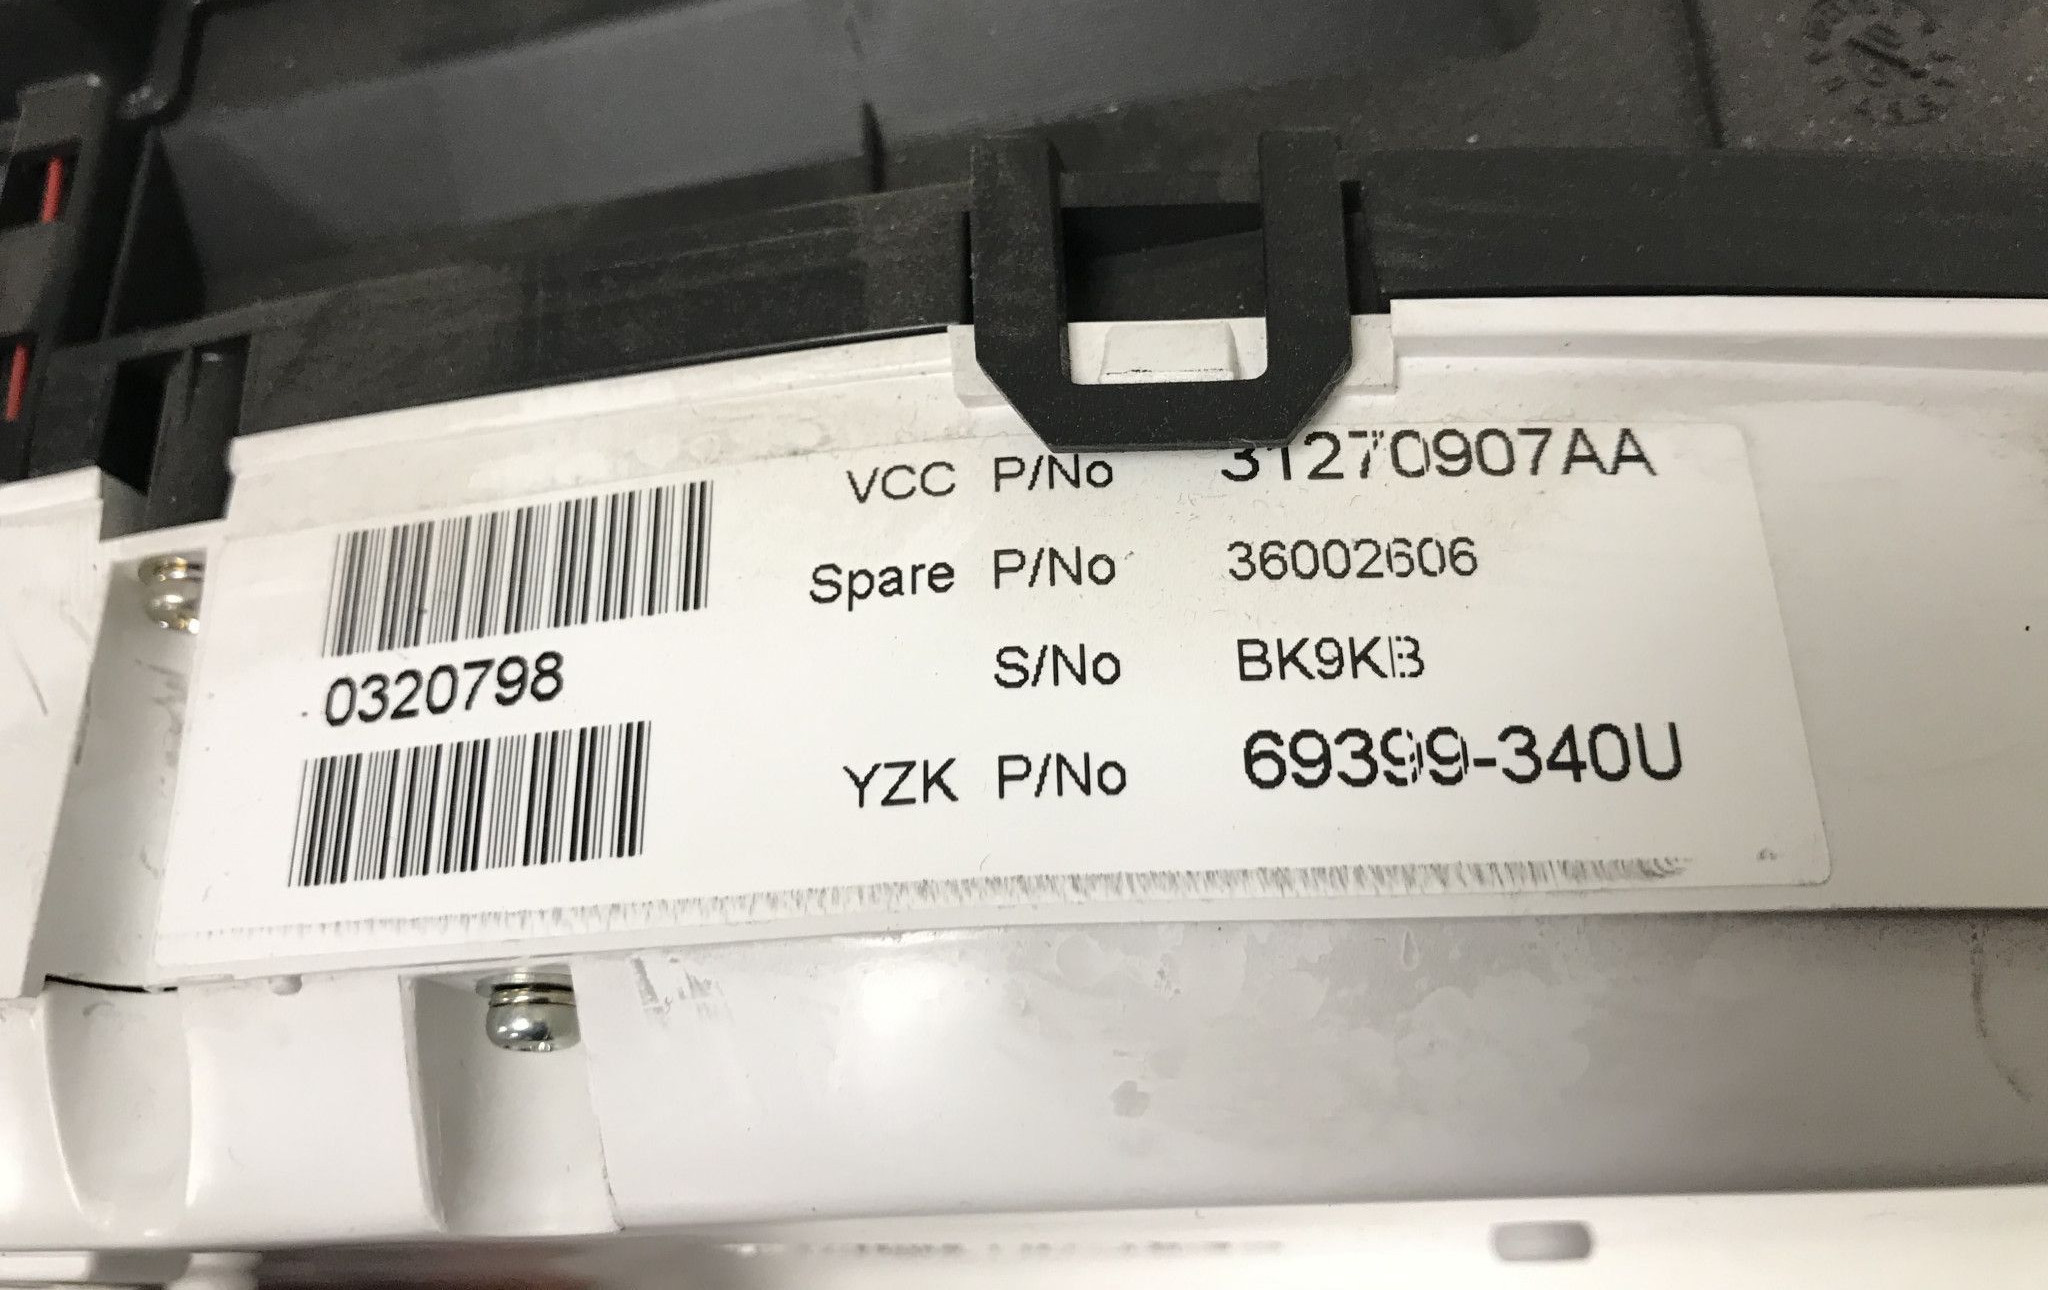 VCC P/No 31270907AA
Spare P/No 36002606
S/No BK9KB
YZK P/No 69399-340U
0320798